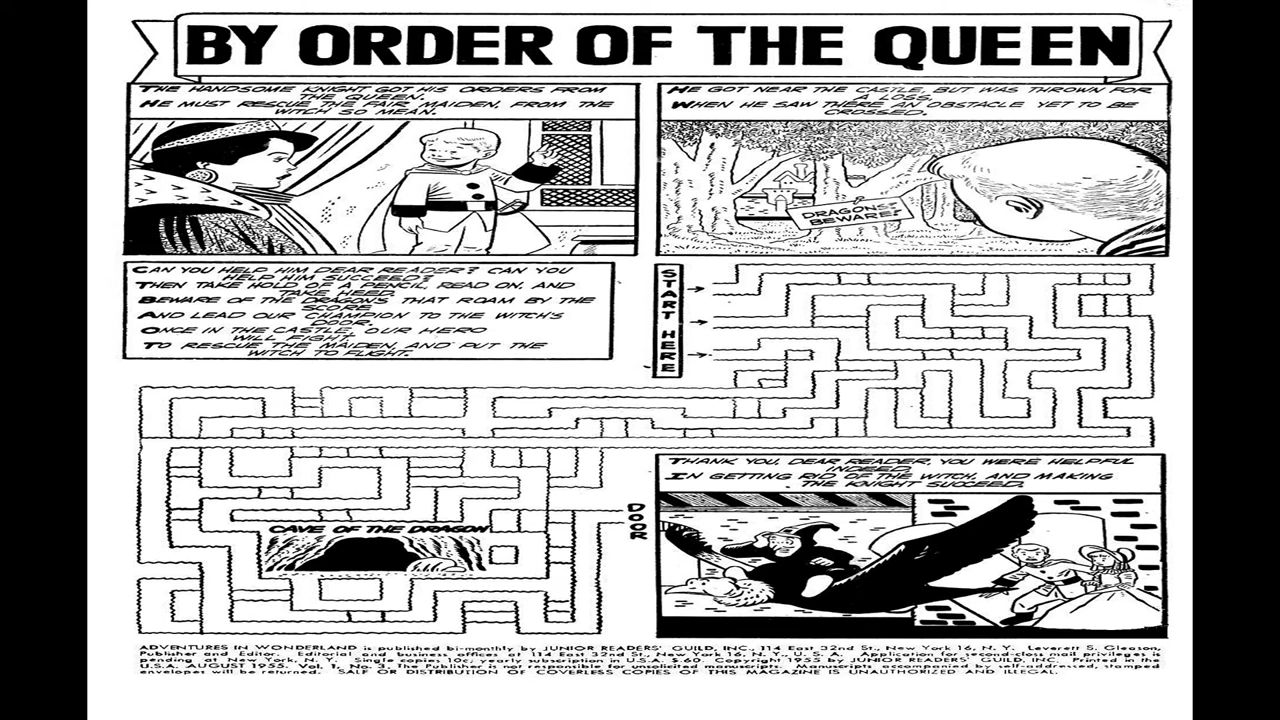 BY ORDER OF THE QUEEN
THE HANDSOME KNIGHT GOT HIS ORDERS FROM
THE QUEEN:
HE MUST RESCUE THE FAIR MAIDEN, FROM THE
WITCH SO MEAN.
HE GOT NEAR THE CASTLE, BUT WAS THROWN FOR
A LOSS,
WHEN HE SAW THERE AN OBSTACLE YET TO BE
CROSSED.
DRAGONS-
BEWARE!
CAN YOU HELP HIM DEAR READER? CAN YOU
HELP HIM SUCCEED?
THEN TAKE HOLD OF A PENCIL, READ ON, AND
TAKE HEED.
BEWARE OF THE DRAGONS THAT ROAM BY THE
SCORE
AND LEAD OUR CHAMPION TO THE WITCH'S
DOOR.
ONCE IN THE CASTLE, OUR HERO
WILL FIGHT,
TO RESCUE THE MAIDEN, AND PUT THE
WITCH TO FLIGHT.
START HERE
CAVE OF THE DRAGON
DOOR
THANK YOU, DEAR READER, YOU WERE HELPFUL
INDEED,
IN GETTING RID OF THE WITCH, AND MAKING
THE KNIGHT SUCCEED.
ADVENTURES IN WONDERLAND is published bi-monthly by JUNIOR READERS' GUILD, INC., 114 East 32nd St., New York 16, N. Y. Leverett S. Gleason,
Publisher and Editor. Editorial and business offices at 114 East 32nd St., New York 16, N. Y., U. S. A. Application for second-class mail privileges is
pending at New York, N. Y. Single copies 10c; yearly subscription in U.S.A. $.60. Copyright 1955 by JUNIOR READERS' GUILD, INC. Printed in the
U.S.A. AUGUST 1955. Vol. 1, No. 3. The publisher is not responsible for unsolicited manuscripts. Manuscripts accompanied by self-addressed, stamped
envelopes will be returned. SALE OR DISTRIBUTION OF COVERLESS COPIES OF THIS MAGAZINE IS UNAUTHORIZED AND ILLEGAL.